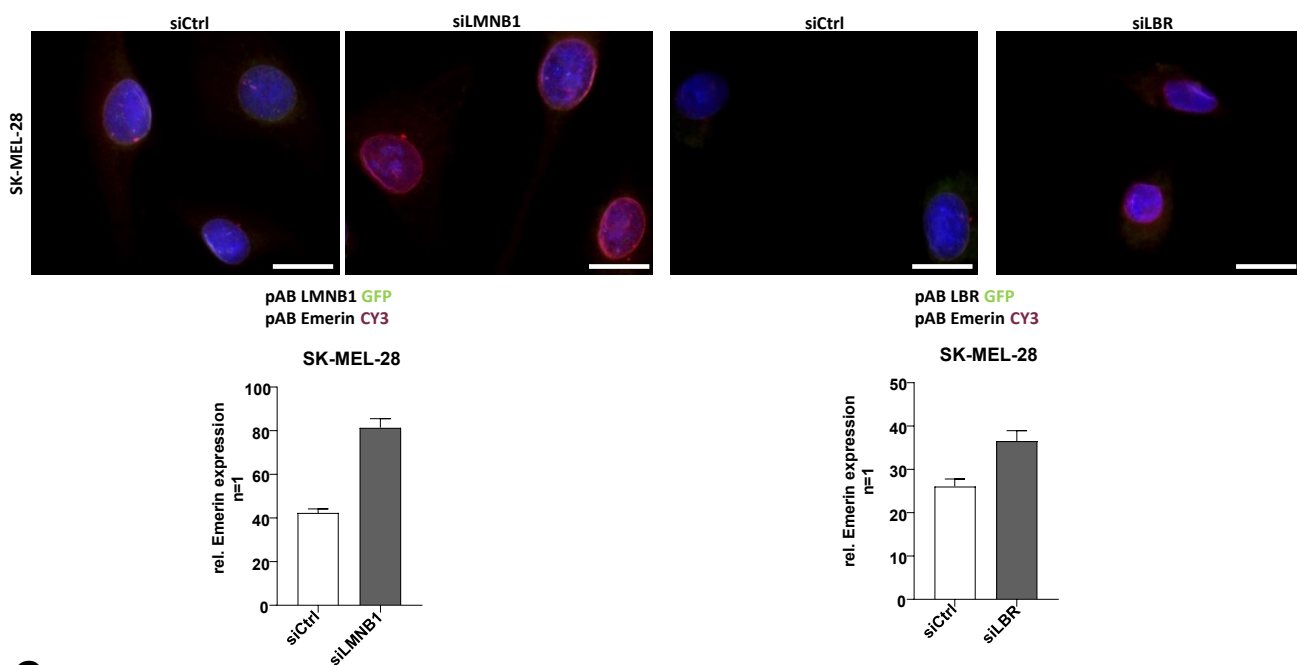 siCtrl
siLMNB1
siCtrl
siLBR
SK-MEL-28
pAB LMNB1 GFP
pAB Emerin CY3
pAB LBR GFP
pAB Emerin CY3
SK-MEL-28
rel. Emerin expression
n=1
100
80
60
40
20
0
siCtrl
siLMNB1
SK-MEL-28
rel. Emerin expression
n=1
50
40
30
20
10
0
siCtrl
siLBR